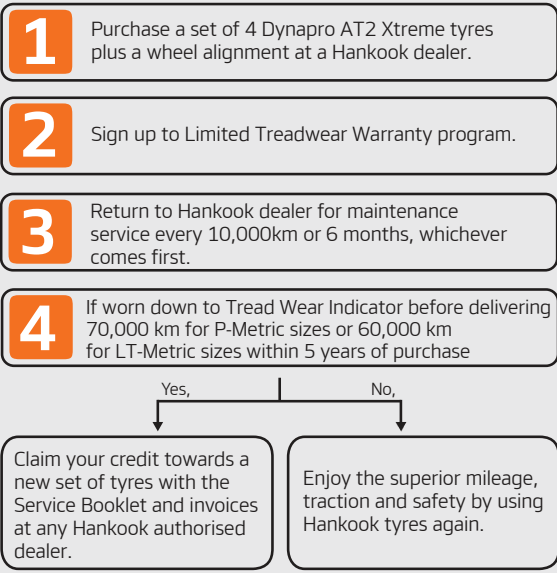 1
Purchase a set of 4 Dynapro AT2 Xtreme tyres
plus a wheel alignment at a Hankook dealer.
2
Sign up to Limited Treadwear Warranty program.
3
Return to Hankook dealer for maintenance
service every 10,000km or 6 months, whichever
comes first.
4
If worn down to Tread Wear Indicator before delivering
70,000 km for P-Metric sizes or 60,000 km
for LT-Metric sizes within 5 years of purchase
Yes,
No,
Claim your credit towards a
new set of tyres with the
Service Booklet and invoices
at any Hankook authorised
dealer.
Enjoy the superior mileage,
traction and safety by using
Hankook tyres again.